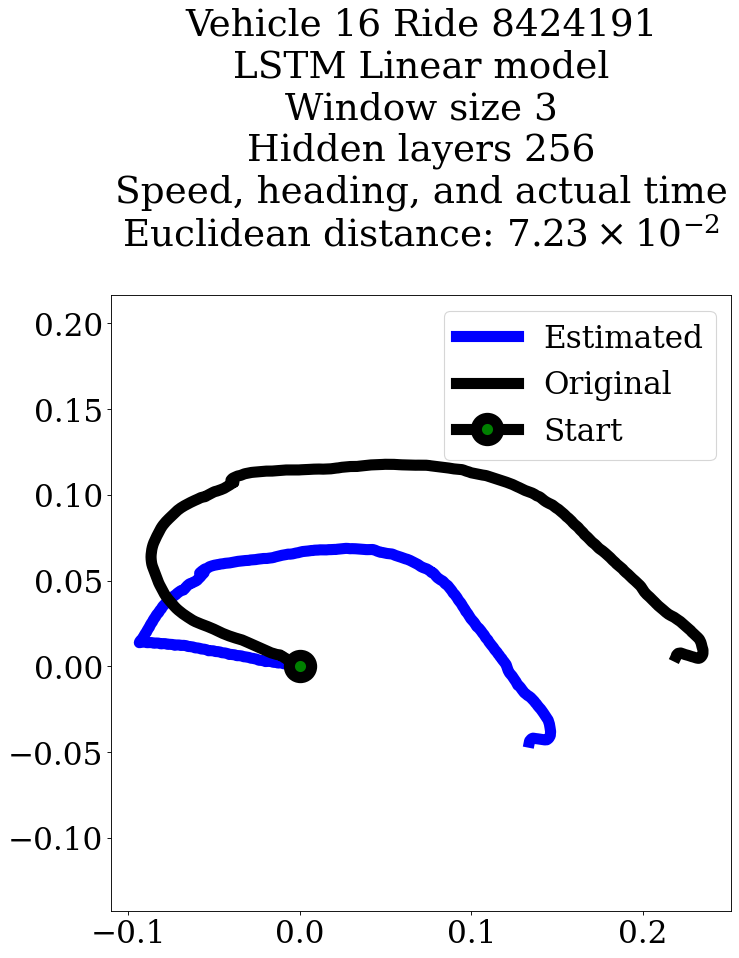 Vehicle 16 Ride 8424191
LSTM Linear model
Window size 3
Hidden layers 256
Speed, heading, and actual time
Euclidean distance: 7.23 × 10⁻²
Estimated
Original
Start
0.20
0.15
0.10
0.05
0.00
−0.05
−0.10
−0.1 0.0 0.1 0.2